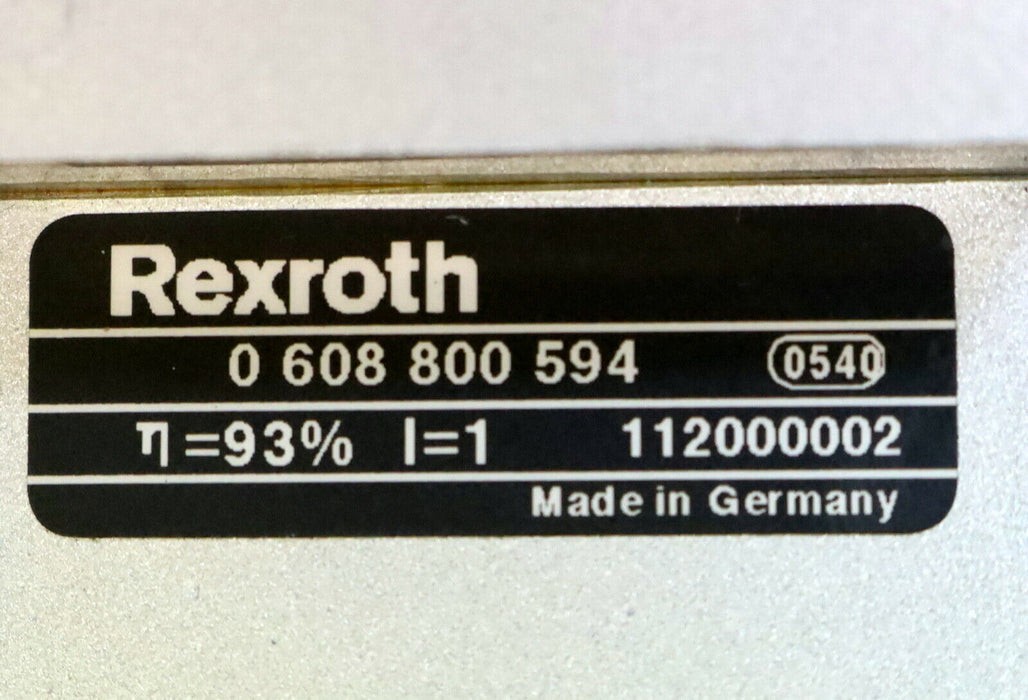 Rexroth
0 608 800 594 0540
η=93% I=1 112000002
Made in Germany